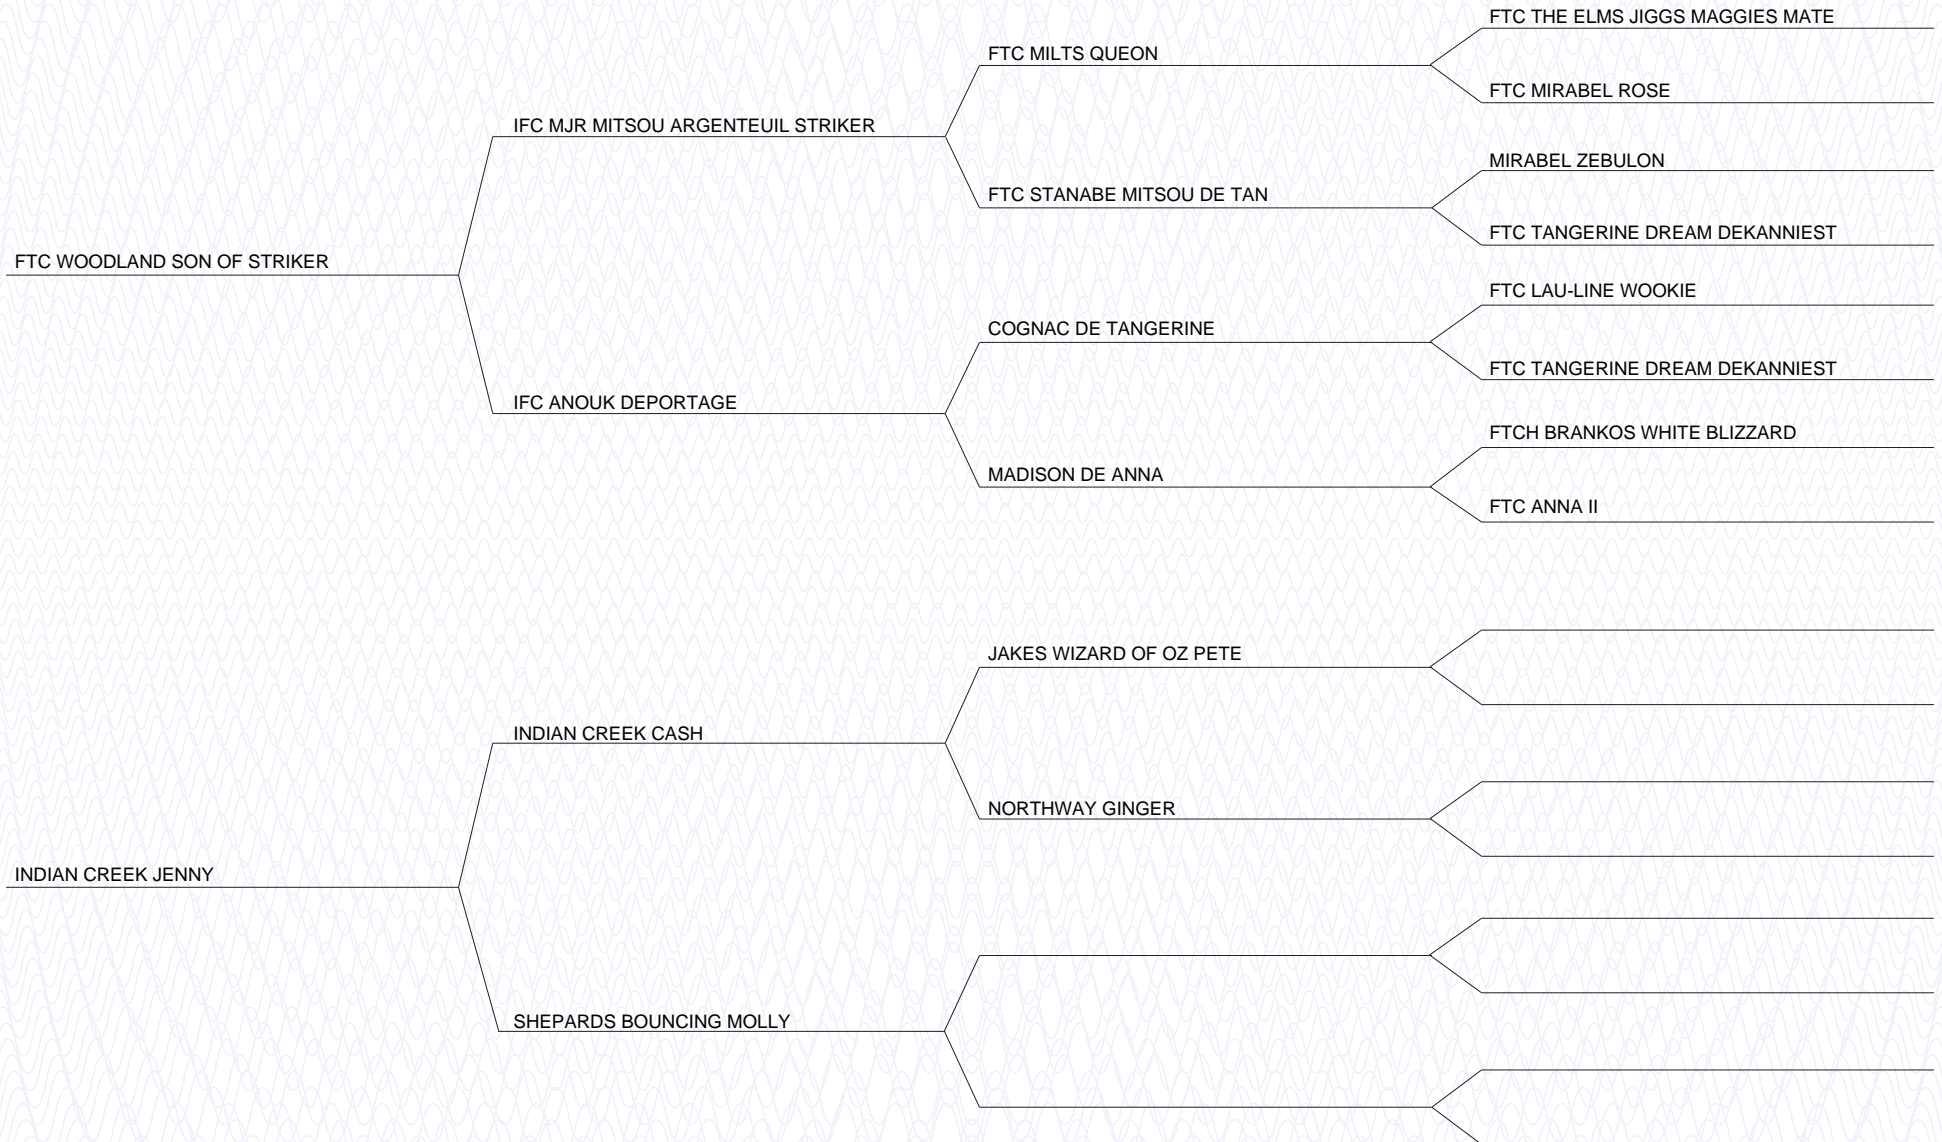 FTC THE ELMS JIGGS MAGGIES MATE
FTC MILTS QUEON
FTC MIRABEL ROSE
IFC MJR MITSOU ARGENTEUIL STRIKER
MIRABEL ZEBULON
FTC STANABE MITSOU DE TAN
FTC TANGERINE DREAM DEKANNIEST
FTC WOODLAND SON OF STRIKER
FTC LAU-LINE WOOKIE
COGNAC DE TANGERINE
FTC TANGERINE DREAM DEKANNIEST
IFC ANOUK DEPORTAGE
FTCH BRANKOS WHITE BLIZZARD
MADISON DE ANNA
FTC ANNA II
JAKES WIZARD OF OZ PETE
INDIAN CREEK CASH
NORTHWAY GINGER
INDIAN CREEK JENNY
SHEPARDS BOUNCING MOLLY